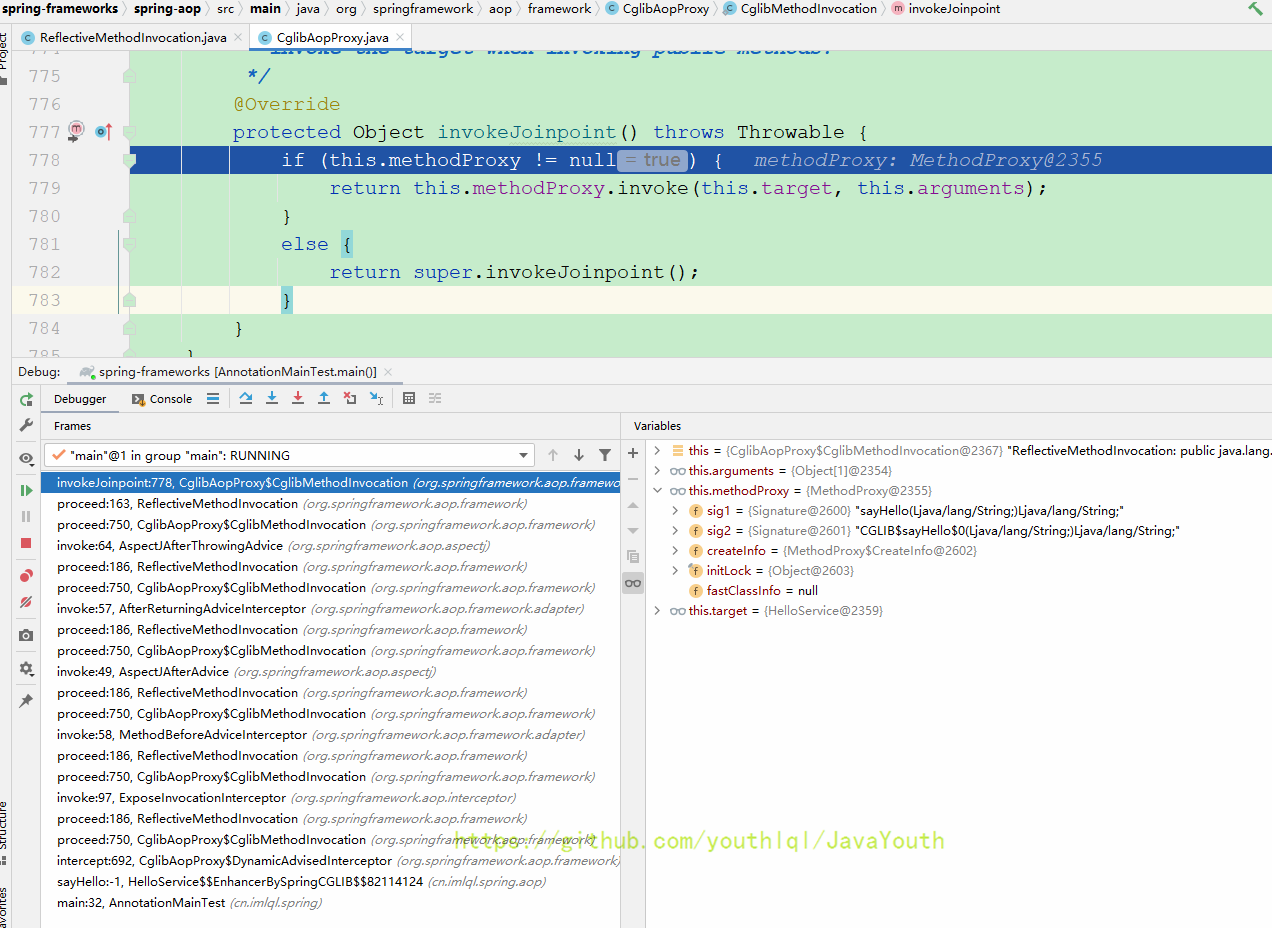 spring-frameworks › spring-aop › src › main › java › org › springframework › aop › framework › CglibAopProxy › CglibMethodInvocation › invokeJoinpoint
ReflectiveMethodInvocation.java CglibAopProxy.java
Project
invoke the target when invoking public methods.
775 */
776 @Override
777 protected Object invokeJoinpoint() throws Throwable {
778 if (this.methodProxy != null = true ) { methodProxy: MethodProxy@2355
779 return this.methodProxy.invoke(this.target, this.arguments);
780 }
781 else {
782 return super.invokeJoinpoint();
783 }
784 }
785 }
Debug: spring-frameworks [AnnotationMainTest.main()]
Debugger Console
Frames
"main"@1 in group "main": RUNNING
invokeJoinpoint:778, CglibAopProxy$CglibMethodInvocation (org.springframework.aop.framewo
proceed:163, ReflectiveMethodInvocation (org.springframework.aop.framework)
proceed:750, CglibAopProxy$CglibMethodInvocation (org.springframework.aop.framework)
invoke:64, AspectJAfterThrowingAdvice (org.springframework.aop.aspectj)
proceed:186, ReflectiveMethodInvocation (org.springframework.aop.framework)
proceed:750, CglibAopProxy$CglibMethodInvocation (org.springframework.aop.framework)
invoke:57, AfterReturningAdviceInterceptor (org.springframework.aop.framework.adapter)
proceed:186, ReflectiveMethodInvocation (org.springframework.aop.framework)
proceed:750, CglibAopProxy$CglibMethodInvocation (org.springframework.aop.framework)
invoke:49, AspectJAfterAdvice (org.springframework.aop.aspectj)
proceed:186, ReflectiveMethodInvocation (org.springframework.aop.framework)
proceed:750, CglibAopProxy$CglibMethodInvocation (org.springframework.aop.framework)
invoke:58, MethodBeforeAdviceInterceptor (org.springframework.aop.framework.adapter)
proceed:186, ReflectiveMethodInvocation (org.springframework.aop.framework)
proceed:750, CglibAopProxy$CglibMethodInvocation (org.springframework.aop.framework)
invoke:97, ExposeInvocationInterceptor (org.springframework.aop.interceptor)
proceed:186, ReflectiveMethodInvocation (org.springframework.aop.framework)
proceed:750, CglibAopProxy$CglibMethodInvocation (org.springframework.aop.framework)
intercept:692, CglibAopProxy$DynamicAdvisedInterceptor (org.springframework.aop.framework)
sayHello:-1, HelloService$$EnhancerBySpringCGLIB$$82114124 (cn.imlql.spring.aop)
main:32, AnnotationMainTest (cn.imlql.spring)
Variables
this = {CglibAopProxy$CglibMethodInvocation@2367} "ReflectiveMethodInvocation: public java.lang.
this.arguments = {Object[1]@2354}
this.methodProxy = {MethodProxy@2355}
sig1 = {Signature@2600} "sayHello(Ljava/lang/String;)Ljava/lang/String;"
sig2 = {Signature@2601} "CGLIB$sayHello$0(Ljava/lang/String;)Ljava/lang/String;"
createInfo = {MethodProxy$CreateInfo@2602}
initLock = {Object@2603}
fastClassInfo = null
this.target = {HelloService@2359}
https://github.com/youthlql/JavaYouth
Structure
avorites